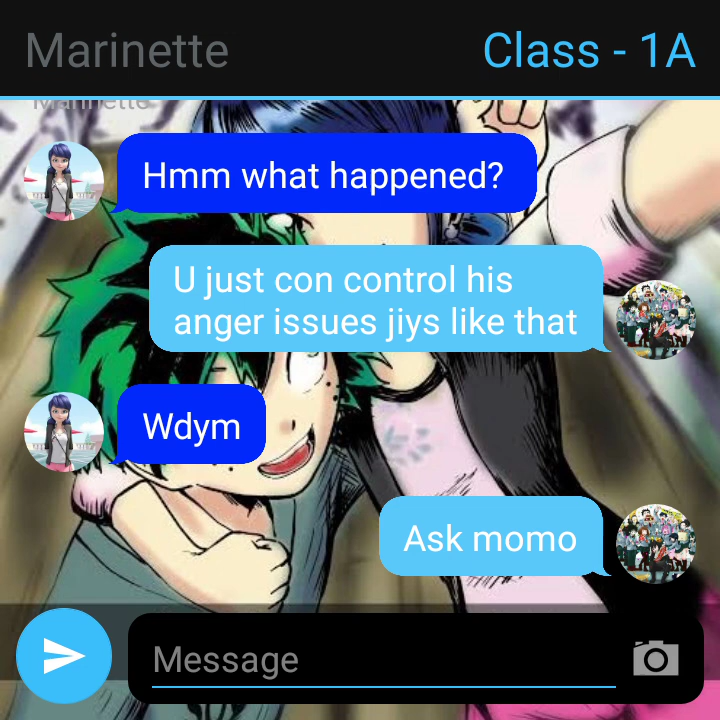 Marinette
Class - 1A
Marinette
Hmm what happened?
U just con control his
anger issues jiys like that
Wdym
Ask momo
Message